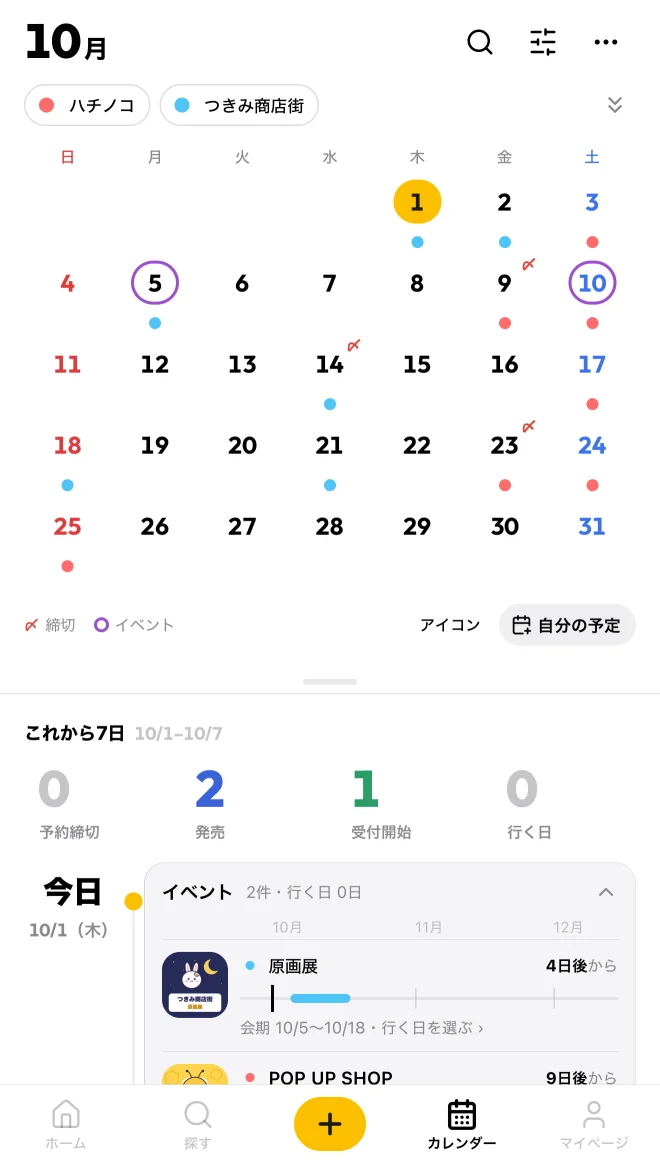 10月
ハチノコ つきみ商店街
日 月 火 水 木 金 土
1 2 3
4 5 6 7 8 9 〆 10
11 12 13 14 〆 15 16 17
18 19 20 21 22 23 〆 24
25 26 27 28 29 30 31
〆 締切 イベント アイコン 自分の予定
これから7日 10/1–10/7
0 2 1 0
予約締切 発売 受付開始 行く日
今日
10/1（木）
イベント 2件・行く日 0日
10月 11月 12月
つきみ商店街
原画展
原画展 4日後から
会期 10/5〜10/18・行く日を選ぶ ›
POP UP SHOP 9日後から
ホーム 探す カレンダー マイページ